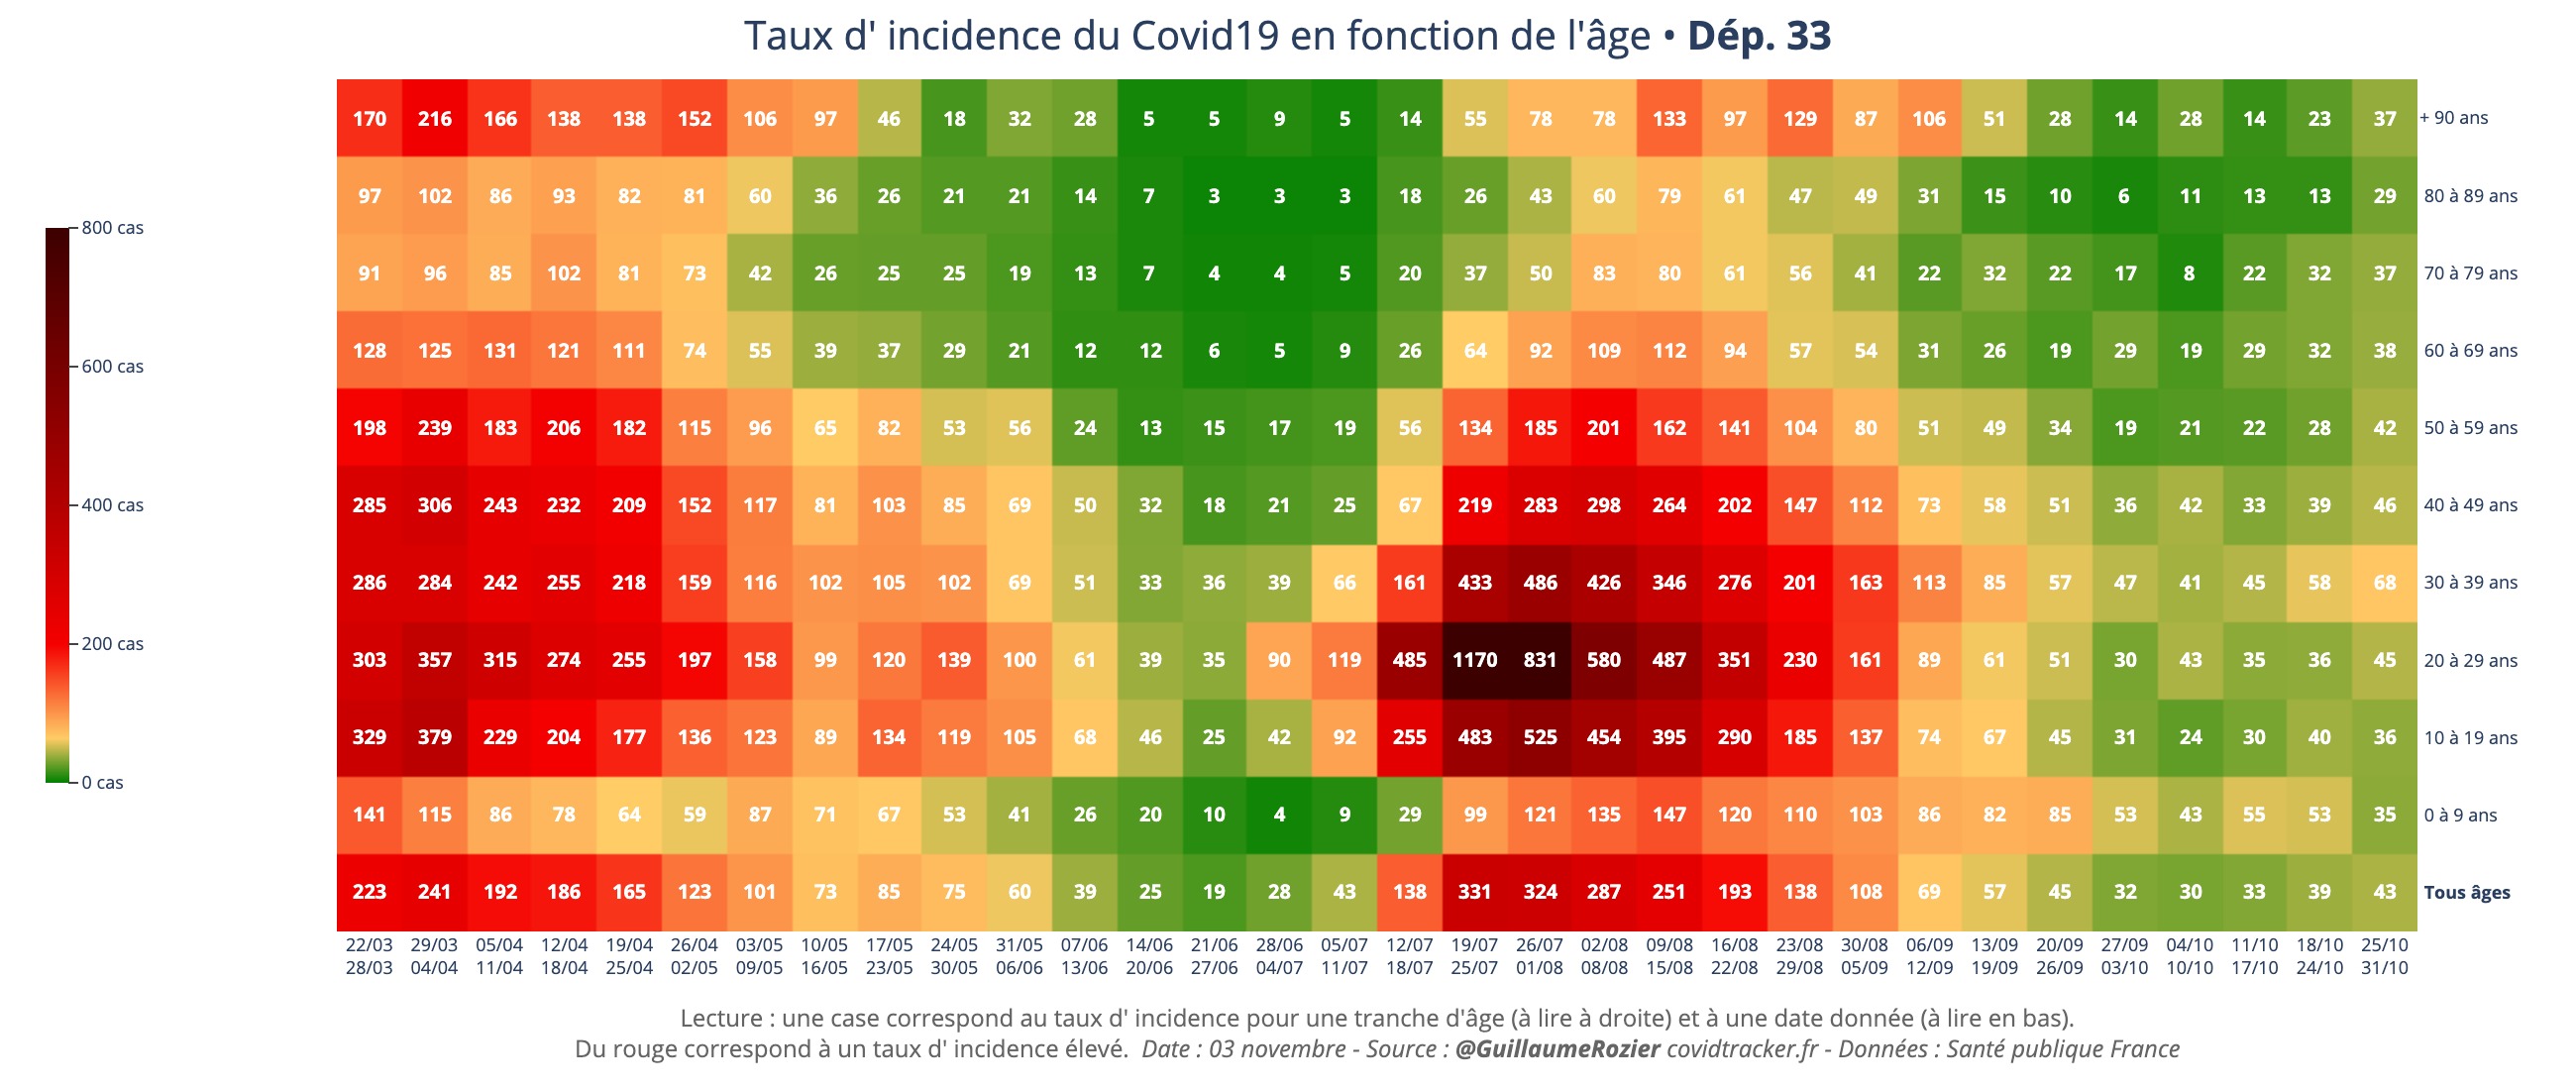 Taux d' incidence du Covid19 en fonction de l'âge • Dép. 33
800 cas
600 cas
400 cas
200 cas
0 cas
170 216 166 138 138 152 106 97 46 18 32 28 5 5 9 5 14 55 78 78 133 97 129 87 106 51 28 14 28 14 23 37 + 90 ans
97 102 86 93 82 81 60 36 26 21 21 14 7 3 3 3 18 26 43 60 79 61 47 49 31 15 10 6 11 13 13 29 80 à 89 ans
91 96 85 102 81 73 42 26 25 25 19 13 7 4 4 5 20 37 50 83 80 61 56 41 22 32 22 17 8 22 32 37 70 à 79 ans
128 125 131 121 111 74 55 39 37 29 21 12 12 6 5 9 26 64 92 109 112 94 57 54 31 26 19 29 19 29 32 38 60 à 69 ans
198 239 183 206 182 115 96 65 82 53 56 24 13 15 17 19 56 134 185 201 162 141 104 80 51 49 34 19 21 22 28 42 50 à 59 ans
285 306 243 232 209 152 117 81 103 85 69 50 32 18 21 25 67 219 283 298 264 202 147 112 73 58 51 36 42 33 39 46 40 à 49 ans
286 284 242 255 218 159 116 102 105 102 69 51 33 36 39 66 161 433 486 426 346 276 201 163 113 85 57 47 41 45 58 68 30 à 39 ans
303 357 315 274 255 197 158 99 120 139 100 61 39 35 90 119 485 1170 831 580 487 351 230 161 89 61 51 30 43 35 36 45 20 à 29 ans
329 379 229 204 177 136 123 89 134 119 105 68 46 25 42 92 255 483 525 454 395 290 185 137 74 67 45 31 24 30 40 36 10 à 19 ans
141 115 86 78 64 59 87 71 67 53 41 26 20 10 4 9 29 99 121 135 147 120 110 103 86 82 85 53 43 55 53 35 0 à 9 ans
223 241 192 186 165 123 101 73 85 75 60 39 25 19 28 43 138 331 324 287 251 193 138 108 69 57 45 32 30 33 39 43 Tous âges
22/03 29/03 05/04 12/04 19/04 26/04 03/05 10/05 17/05 24/05 31/05 07/06 14/06 21/06 28/06 05/07 12/07 19/07 26/07 02/08 09/08 16/08 23/08 30/08 06/09 13/09 20/09 27/09 04/10 11/10 18/10 25/10
28/03 04/04 11/04 18/04 25/04 02/05 09/05 16/05 23/05 30/05 06/06 13/06 20/06 27/06 04/07 11/07 18/07 25/07 01/08 08/08 15/08 22/08 29/08 05/09 12/09 19/09 26/09 03/10 10/10 17/10 24/10 31/10
Lecture : une case correspond au taux d' incidence pour une tranche d'âge (à lire à droite) et à une date donnée (à lire en bas).
Du rouge correspond à un taux d' incidence élevé. Date : 03 novembre - Source : @GuillaumeRozier covidtracker.fr - Données : Santé publique France